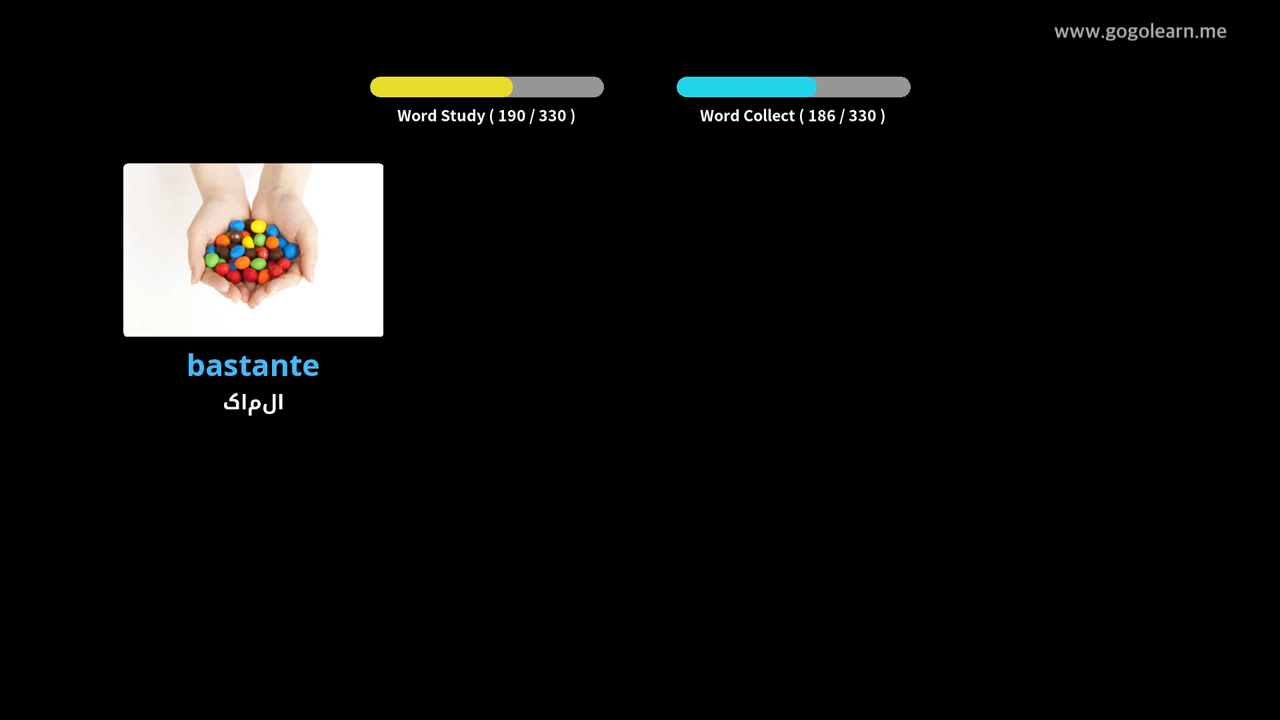 www.gogolearn.me
Word Study ( 190 / 330 )
Word Collect ( 186 / 330 )
bastante
الماک